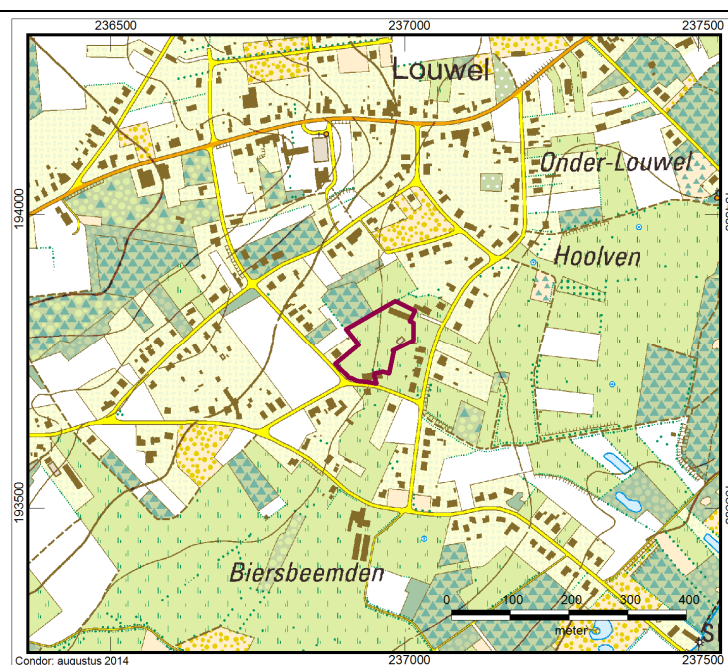 236500 237000 237500
Louwel
Onder-Louwel
194000
Hoolven
193500
Biersbeemden
0 100 200 300 400
meter
S
Condor: augustus 2014
237000 237500